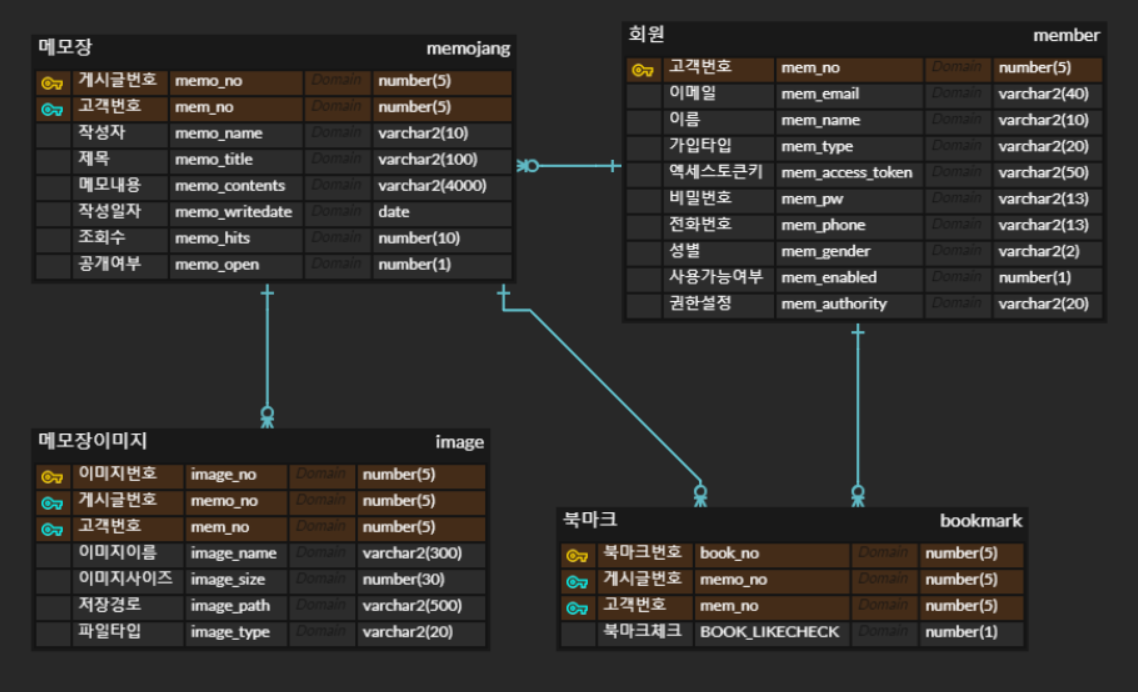 메모장 memojang
게시글번호 memo_no Domain number(5)
고객번호 mem_no Domain number(5)
작성자 memo_name Domain varchar2(10)
제목 memo_title Domain varchar2(100)
메모내용 memo_contents Domain varchar2(4000)
작성일자 memo_writedate Domain date
조회수 memo_hits Domain number(10)
공개여부 memo_open Domain number(1)
회원 member
고객번호 mem_no Domain number(5)
이메일 mem_email Domain varchar2(40)
이름 mem_name Domain varchar2(10)
가입타입 mem_type Domain varchar2(20)
엑세스토큰키 mem_access_token Domain varchar2(50)
비밀번호 mem_pw Domain varchar2(13)
전화번호 mem_phone Domain varchar2(13)
성별 mem_gender Domain varchar2(2)
사용가능여부 mem_enabled Domain number(1)
권한설정 mem_authority Domain varchar2(20)
메모장이미지 image
이미지번호 image_no Domain number(5)
게시글번호 memo_no Domain number(5)
고객번호 mem_no Domain number(5)
이미지이름 image_name Domain varchar2(300)
이미지사이즈 image_size Domain number(30)
저장경로 image_path Domain varchar2(500)
파일타입 image_type Domain varchar2(20)
북마크 bookmark
북마크번호 book_no Domain number(5)
게시글번호 memo_no Domain number(5)
고객번호 mem_no Domain number(5)
북마크체크 BOOK_LIKECHECK Domain number(1)